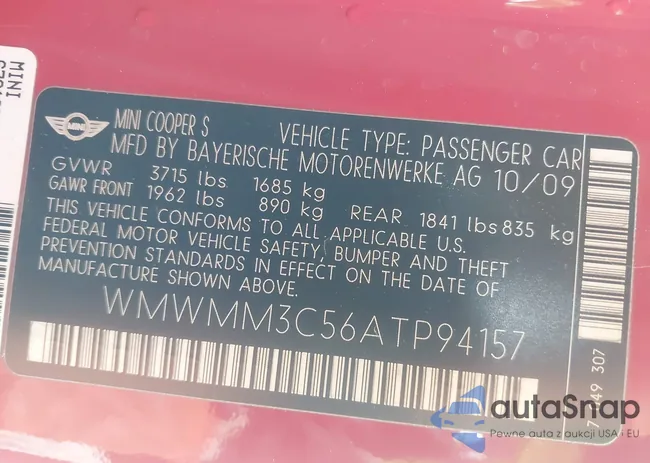 MINI
MINI COOPER S
VEHICLE TYPE: PASSENGER CAR
MFD BY BAYERISCHE MOTORENWERKE AG 10/09
GVWR 3715 lbs 1685 kg
GAWR FRONT 1962 lbs 890 kg REAR 1841 lbs 835 kg
THIS VEHICLE CONFORMS TO ALL APPLICABLE U.S.
FEDERAL MOTOR VEHICLE SAFETY, BUMPER AND THEFT
PREVENTION STANDARDS IN EFFECT ON THE DATE OF
MANUFACTURE SHOWN ABOVE.
WMWMM3C56ATP94157
307
MINI
autaSnap
Pewne auta z aukcji USA i EU